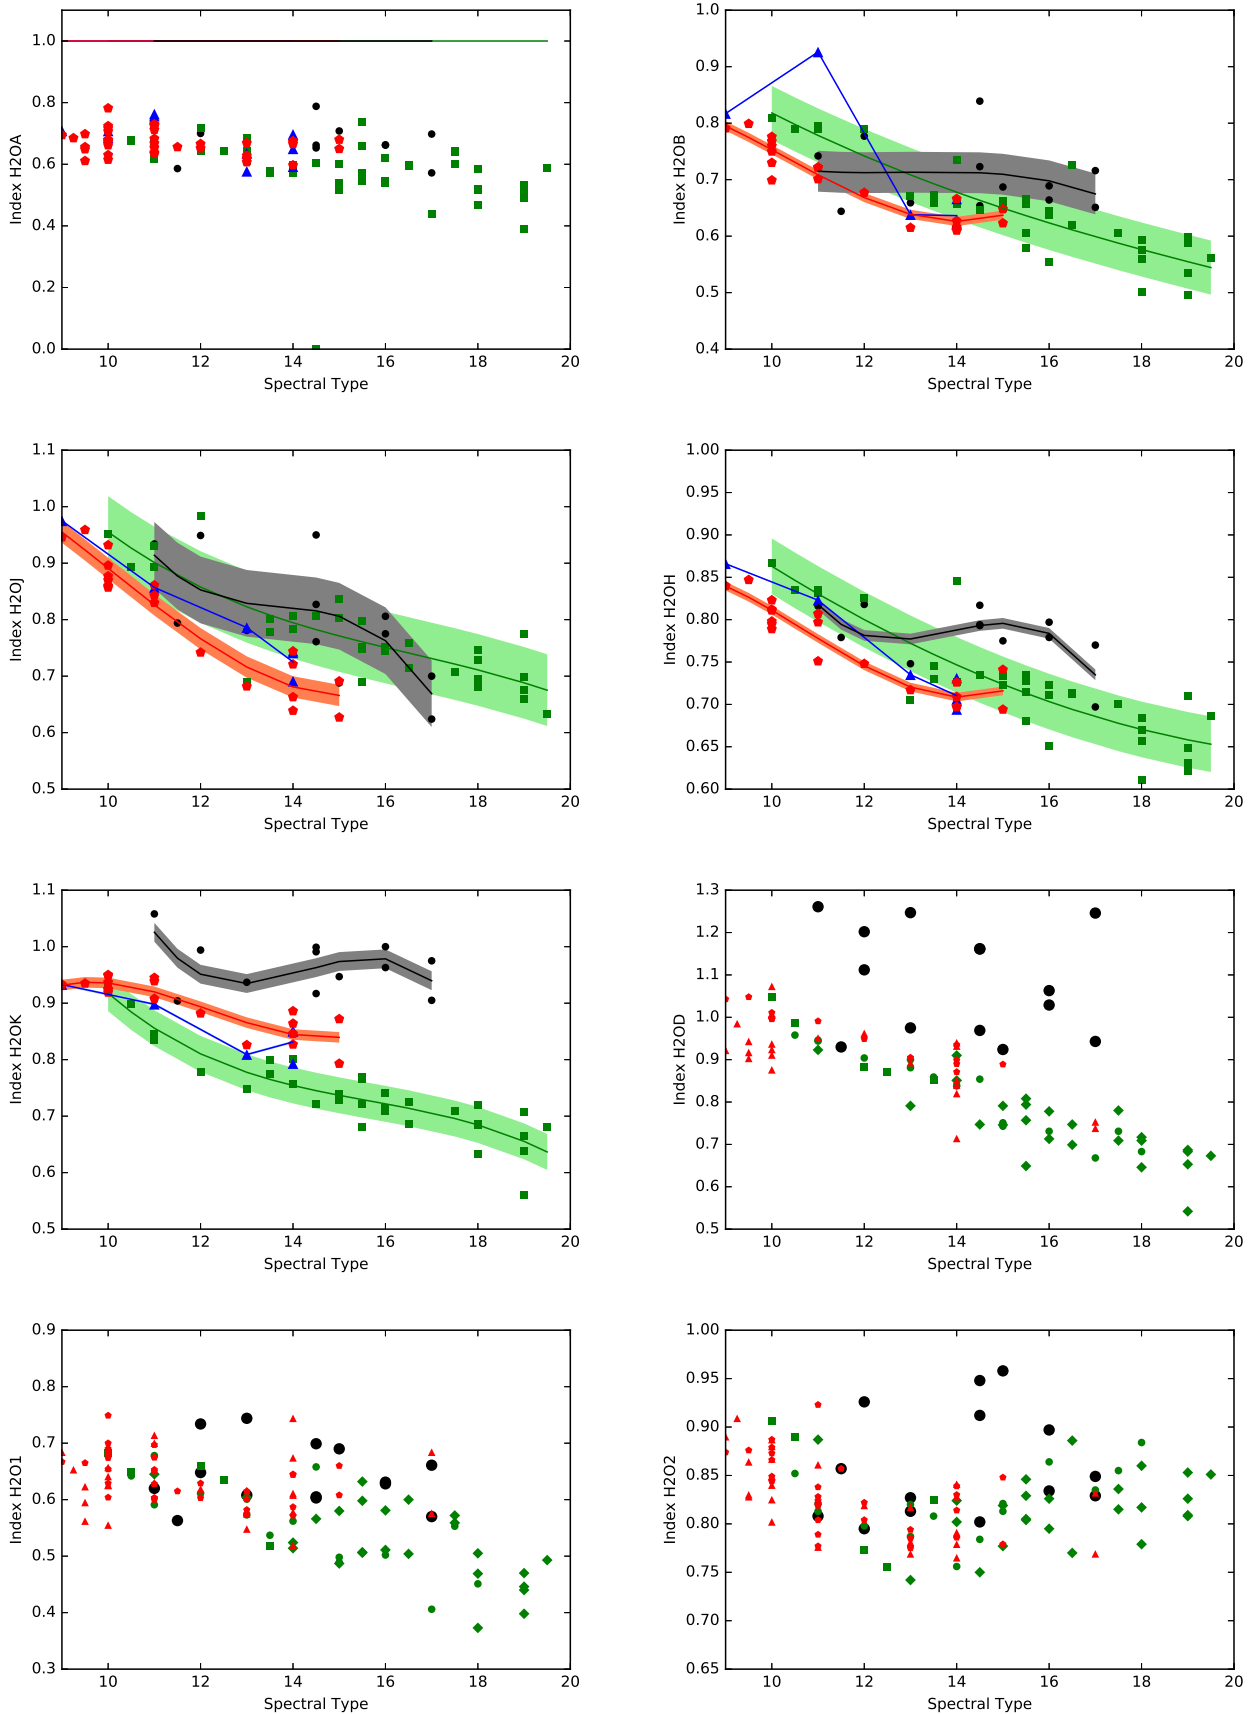 1.0
0.8
0.6
0.4
0.2
0.0
Index H2OA
10 12 14 16 18 20
Spectral Type
1.0
0.9
0.8
0.7
0.6
0.5
0.4
Index H2OB
10 12 14 16 18 20
Spectral Type
1.1
1.0
0.9
0.8
0.7
0.6
0.5
Index H2OJ
10 12 14 16 18 20
Spectral Type
1.00
0.95
0.90
0.85
0.80
0.75
0.70
0.65
0.60
Index H2OH
10 12 14 16 18 20
Spectral Type
1.1
1.0
0.9
0.8
0.7
0.6
0.5
Index H2OK
10 12 14 16 18 20
Spectral Type
1.3
1.2
1.1
1.0
0.9
0.8
0.7
0.6
0.5
Index H2OD
10 12 14 16 18 20
Spectral Type
0.9
0.8
0.7
0.6
0.5
0.4
0.3
Index H2O1
10 12 14 16 18 20
Spectral Type
1.00
0.95
0.90
0.85
0.80
0.75
0.70
0.65
Index H2O2
10 12 14 16 18 20
Spectral Type